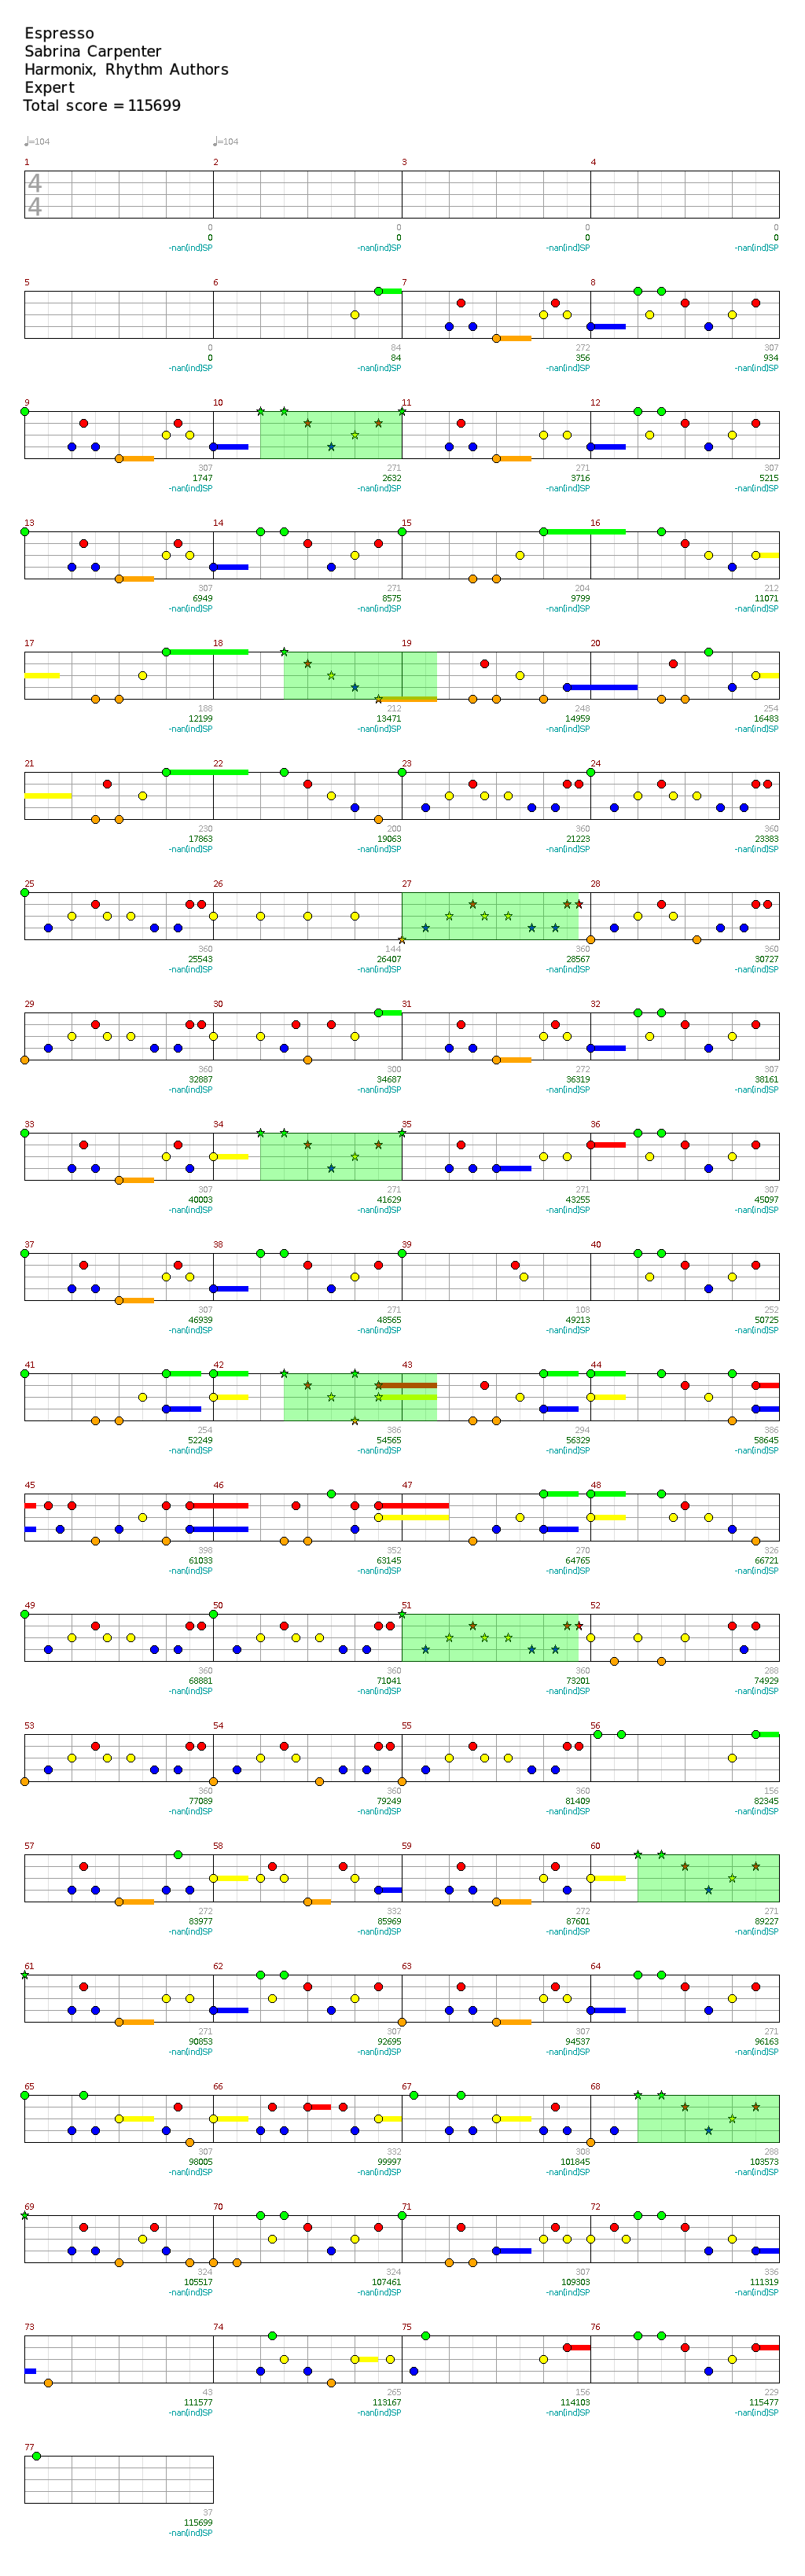 Espresso
Sabrina Carpenter
Harmonix, Rhythm Authors
Expert
Total score = 115699
♩=104 ♩=104
1 2 3 4
4
4
0 0 0 0
0 0 0 0
-nan(ind)SP -nan(ind)SP -nan(ind)SP -nan(ind)SP
5 6 7 8
0 84 272 307
0 84 356 934
-nan(ind)SP -nan(ind)SP -nan(ind)SP -nan(ind)SP
9 10 11 12
307 271 271 307
1747 2632 3716 5215
-nan(ind)SP -nan(ind)SP -nan(ind)SP -nan(ind)SP
13 14 15 16
307 271 204 212
6949 8575 9799 11071
-nan(ind)SP -nan(ind)SP -nan(ind)SP -nan(ind)SP
17 18 19 20
188 212 248 254
12199 13471 14959 16483
-nan(ind)SP -nan(ind)SP -nan(ind)SP -nan(ind)SP
21 22 23 24
230 200 360 360
17863 19063 21223 23383
-nan(ind)SP -nan(ind)SP -nan(ind)SP -nan(ind)SP
25 26 27 28
360 144 360 360
25543 26407 28567 30727
-nan(ind)SP -nan(ind)SP -nan(ind)SP -nan(ind)SP
29 30 31 32
360 300 272 307
32887 34687 36319 38161
-nan(ind)SP -nan(ind)SP -nan(ind)SP -nan(ind)SP
33 34 35 36
307 271 271 307
40003 41629 43255 45097
-nan(ind)SP -nan(ind)SP -nan(ind)SP -nan(ind)SP
37 38 39 40
307 271 108 252
46939 48565 49213 50725
-nan(ind)SP -nan(ind)SP -nan(ind)SP -nan(ind)SP
41 42 43 44
254 386 294 386
52249 54565 56329 58645
-nan(ind)SP -nan(ind)SP -nan(ind)SP -nan(ind)SP
45 46 47 48
398 352 270 326
61033 63145 64765 66721
-nan(ind)SP -nan(ind)SP -nan(ind)SP -nan(ind)SP
49 50 51 52
360 360 360 288
68881 71041 73201 74929
-nan(ind)SP -nan(ind)SP -nan(ind)SP -nan(ind)SP
53 54 55 56
360 360 360 156
77089 79249 81409 82345
-nan(ind)SP -nan(ind)SP -nan(ind)SP -nan(ind)SP
57 58 59 60
272 332 272 271
83977 85969 87601 89227
-nan(ind)SP -nan(ind)SP -nan(ind)SP -nan(ind)SP
61 62 63 64
271 307 307 271
90853 92695 94537 96163
-nan(ind)SP -nan(ind)SP -nan(ind)SP -nan(ind)SP
65 66 67 68
307 332 308 288
98005 99997 101845 103573
-nan(ind)SP -nan(ind)SP -nan(ind)SP -nan(ind)SP
69 70 71 72
324 324 307 336
105517 107461 109303 111319
-nan(ind)SP -nan(ind)SP -nan(ind)SP -nan(ind)SP
73 74 75 76
43 265 156 229
111577 113167 114103 115477
-nan(ind)SP -nan(ind)SP -nan(ind)SP -nan(ind)SP
77
37
115699
-nan(ind)SP